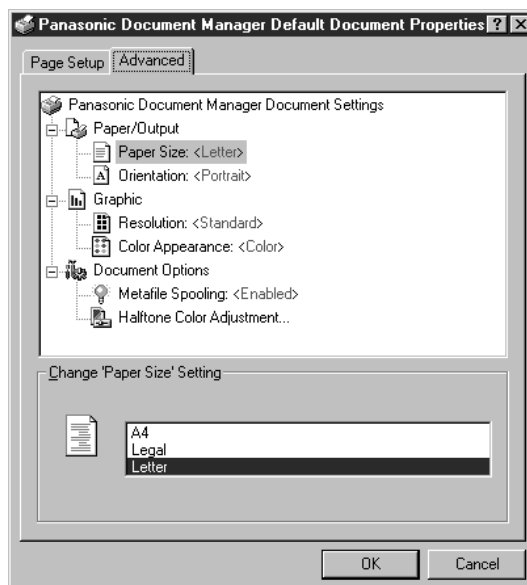 Panasonic Document Manager Default Document Properties
Page Setup
Advanced
Panasonic Document Manager Document Settings
Paper/Output
Paper Size: <Letter>
Orientation: <Portrait>
Graphic
Resolution: <Standard>
Color Appearance: <Color>
Document Options
Metafile Spooling: <Enabled>
Halftone Color Adjustment...
Change 'Paper Size' Setting
A4
Legal
Letter
OK
Cancel